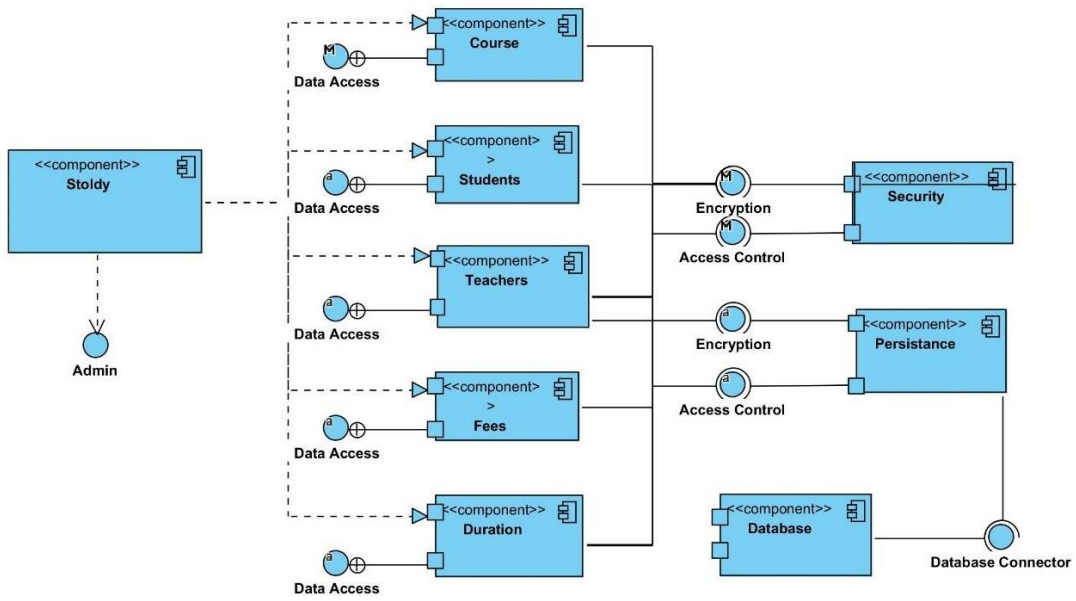 <<component>>
Stoldy
Admin
<<component>>
Course
M
Data Access
<<component>
>
Students
a
Data Access
<<component>>
Teachers
a
Data Access
<<component>
>
Fees
a
Data Access
<<component>>
Duration
a
Data Access
M
Encryption
M
Access Control
<<component>>
Security
a
Encryption
a
Access Control
<<component>>
Persistance
<<component>>
Database
Database Connector